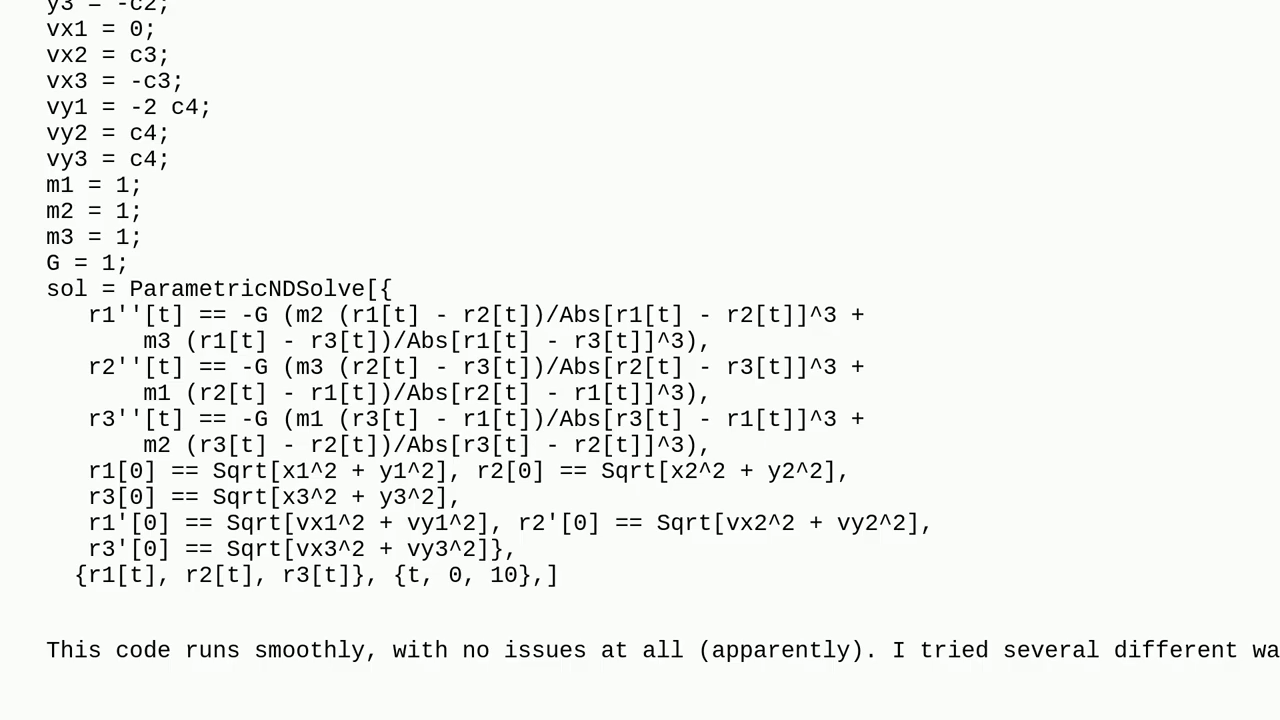 y3 = -c2;
vx1 = 0;
vx2 = c3;
vx3 = -c3;
vy1 = -2 c4;
vy2 = c4;
vy3 = c4;
m1 = 1;
m2 = 1;
m3 = 1;
G = 1;
sol = ParametricNDSolve[{
   r1''[t] == -G (m2 (r1[t] - r2[t])/Abs[r1[t] - r2[t]]^3 +
       m3 (r1[t] - r3[t])/Abs[r1[t] - r3[t]]^3),
   r2''[t] == -G (m3 (r2[t] - r3[t])/Abs[r2[t] - r3[t]]^3 +
       m1 (r2[t] - r1[t])/Abs[r2[t] - r1[t]]^3),
   r3''[t] == -G (m1 (r3[t] - r1[t])/Abs[r3[t] - r1[t]]^3 +
       m2 (r3[t] - r2[t])/Abs[r3[t] - r2[t]]^3),
   r1[0] == Sqrt[x1^2 + y1^2], r2[0] == Sqrt[x2^2 + y2^2],
   r3[0] == Sqrt[x3^2 + y3^2],
   r1'[0] == Sqrt[vx1^2 + vy1^2], r2'[0] == Sqrt[vx2^2 + vy2^2],
   r3'[0] == Sqrt[vx3^2 + vy3^2]},
  {r1[t], r2[t], r3[t]}, {t, 0, 10},]
This code runs smoothly, with no issues at all (apparently). I tried several different wa